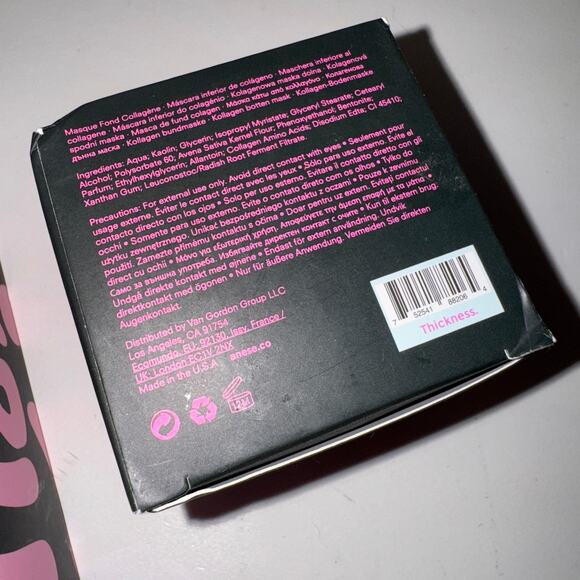 Masque Fond Collagène • Máscara inferior de colágeno • Maschera inferiore al
collagene • Máscara inferior do colagénio • Kolagenowa maska dolna • Kolagenová
spodní maska • Masca de fund colagen • Μάσκα κάτω από κολλαγόνο • Колагенова
дънна маска • Kollagen bundmaske • Kollagen botten mask • Kollagen-Bodenmaske
Ingredients: Aqua; Kaolin; Glycerin; Isopropyl Myristate; Glyceryl Stearate; Cetearyl
Alcohol; Polysorbate 60; Avena Sativa Kernel Flour; Phenoxyethanol; Bentonite;
Parfum; Ethylhexylglycerin; Allantoin; Collagen Amino Acids; Disodium Edta, CI 45410;
Xanthan Gum; Leuconostoc/Radish Root Ferment Filtrate.
Precautions: For external use only. Avoid direct contact with eyes • Seulement pour
usage externe. Évitez le contact direct avec les yeux • Sólo para uso externo. Evite el
contacto directo con los ojos • Solo per uso esterno. Evitare il contatto diretto con gli
occhi • Somente para uso externo. Evite o contato direto com os olhos • Tylko do
użytku zewnętrznego. Unikać bezpośredniego kontaktu z oczami • Pouze k zevnímu
použití. Zamezte přímému kontaktu s očima • Doar pentru uz extern. Evitați contactul
direct cu ochii • Μόνο για εξωτερική χρήση. Αποφεύγετε την άμεση επαφή με τα μάτια •
Само за външна употреба. Избягвайте директен контакт с очите • Kun til ekstern brug.
Undgå direkte kontakt med øjnene • Endast för extern användning. Undvik
direktkontakt med ögonen • Nur für äußere Anwendung. Vermeiden Sie direkten
Augenkontakt.
Distributed by Van Gordon Group LLC
Los Angeles, CA 91754
Ecomundo, EU, 92130, issy, France /
UK: London EC1V 2NX
Made in the U.S.A anese.co
12M
7 52541 88206 4
Thickness.